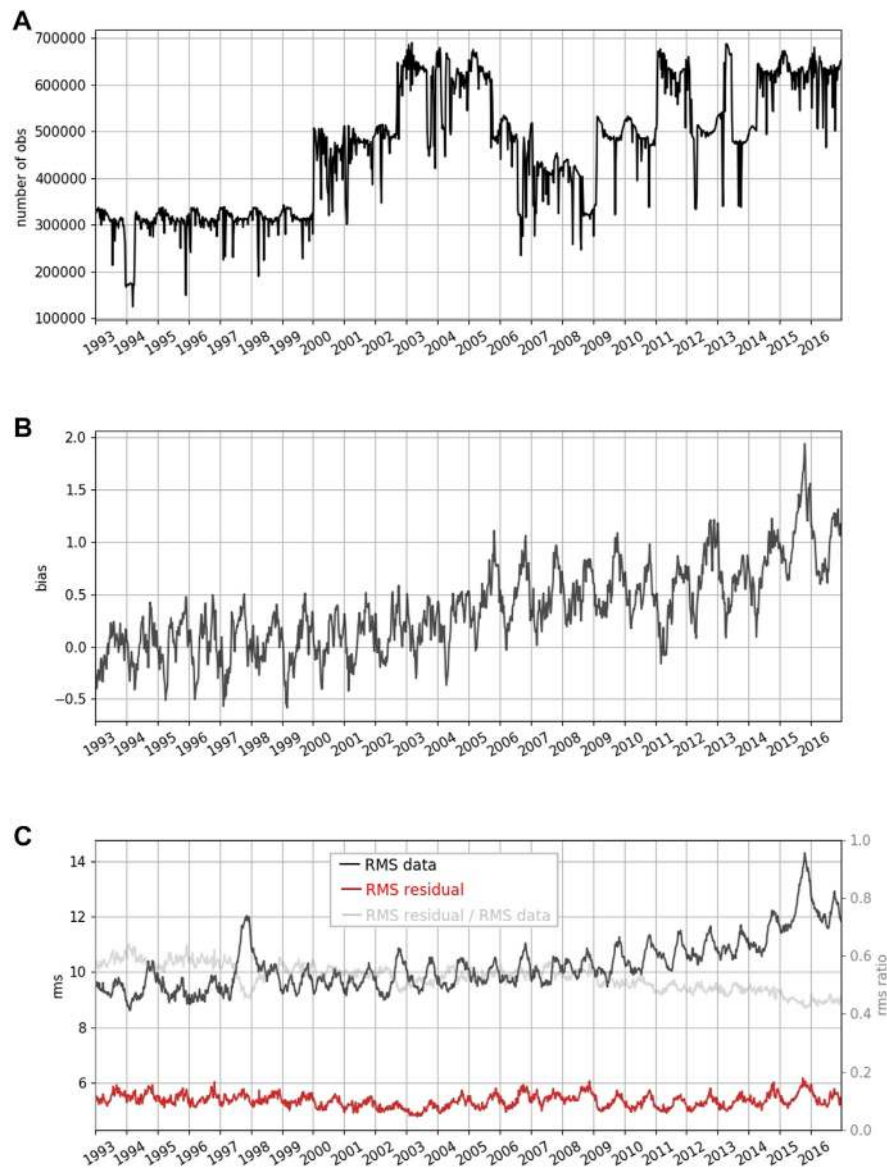 A
700000
600000
500000
400000
300000
200000
100000
number of obs
1993 1994 1995 1996 1997 1998 1999 2000 2001 2002 2003 2004 2005 2006 2007 2008 2009 2010 2011 2012 2013 2014 2015 2016
B
2.0
1.5
1.0
0.5
0.0
−0.5
bias
1993 1994 1995 1996 1997 1998 1999 2000 2001 2002 2003 2004 2005 2006 2007 2008 2009 2010 2011 2012 2013 2014 2015 2016
C
14
12
10
8
6
rms
RMS data
RMS residual
RMS residual / RMS data
1.0
0.8
0.6
0.4
0.2
0.0
rms ratio
1993 1994 1995 1996 1997 1998 1999 2000 2001 2002 2003 2004 2005 2006 2007 2008 2009 2010 2011 2012 2013 2014 2015 2016